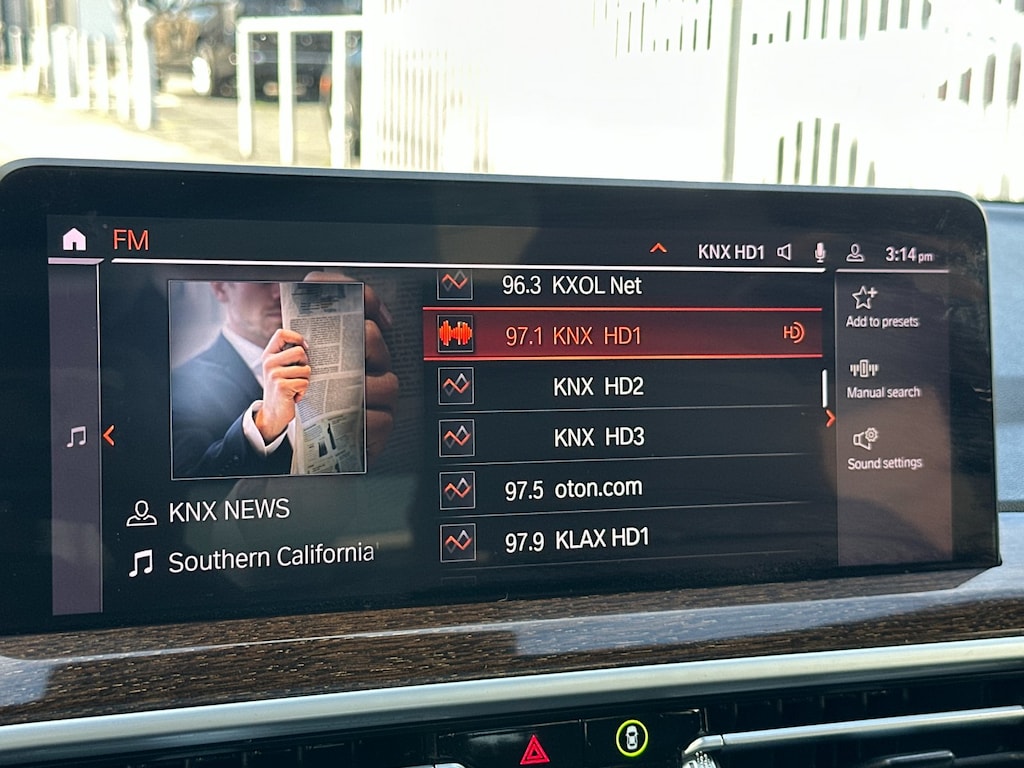 FM
KNX HD1
3:14 pm
96.3 KXOL Net
97.1 KNX HD1
HD
KNX HD2
KNX HD3
97.5 oton.com
97.9 KLAX HD1
Add to presets
Manual search
Sound settings
KNX NEWS
Southern California'